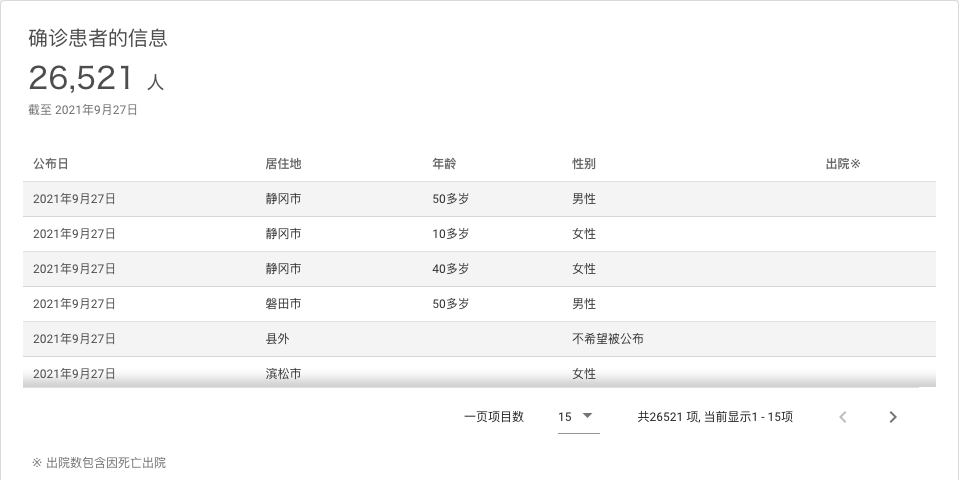 确诊患者的信息
26,521 人
截至 2021年9月27日
公布日 居住地 年龄 性别 出院※
2021年9月27日 静冈市 50多岁 男性
2021年9月27日 静冈市 10多岁 女性
2021年9月27日 静冈市 40多岁 女性
2021年9月27日 磐田市 50多岁 男性
2021年9月27日 县外 不希望被公布
2021年9月27日 滨松市 女性
一页项目数 15 共26521 项, 当前显示1 - 15项
※ 出院数包含因死亡出院